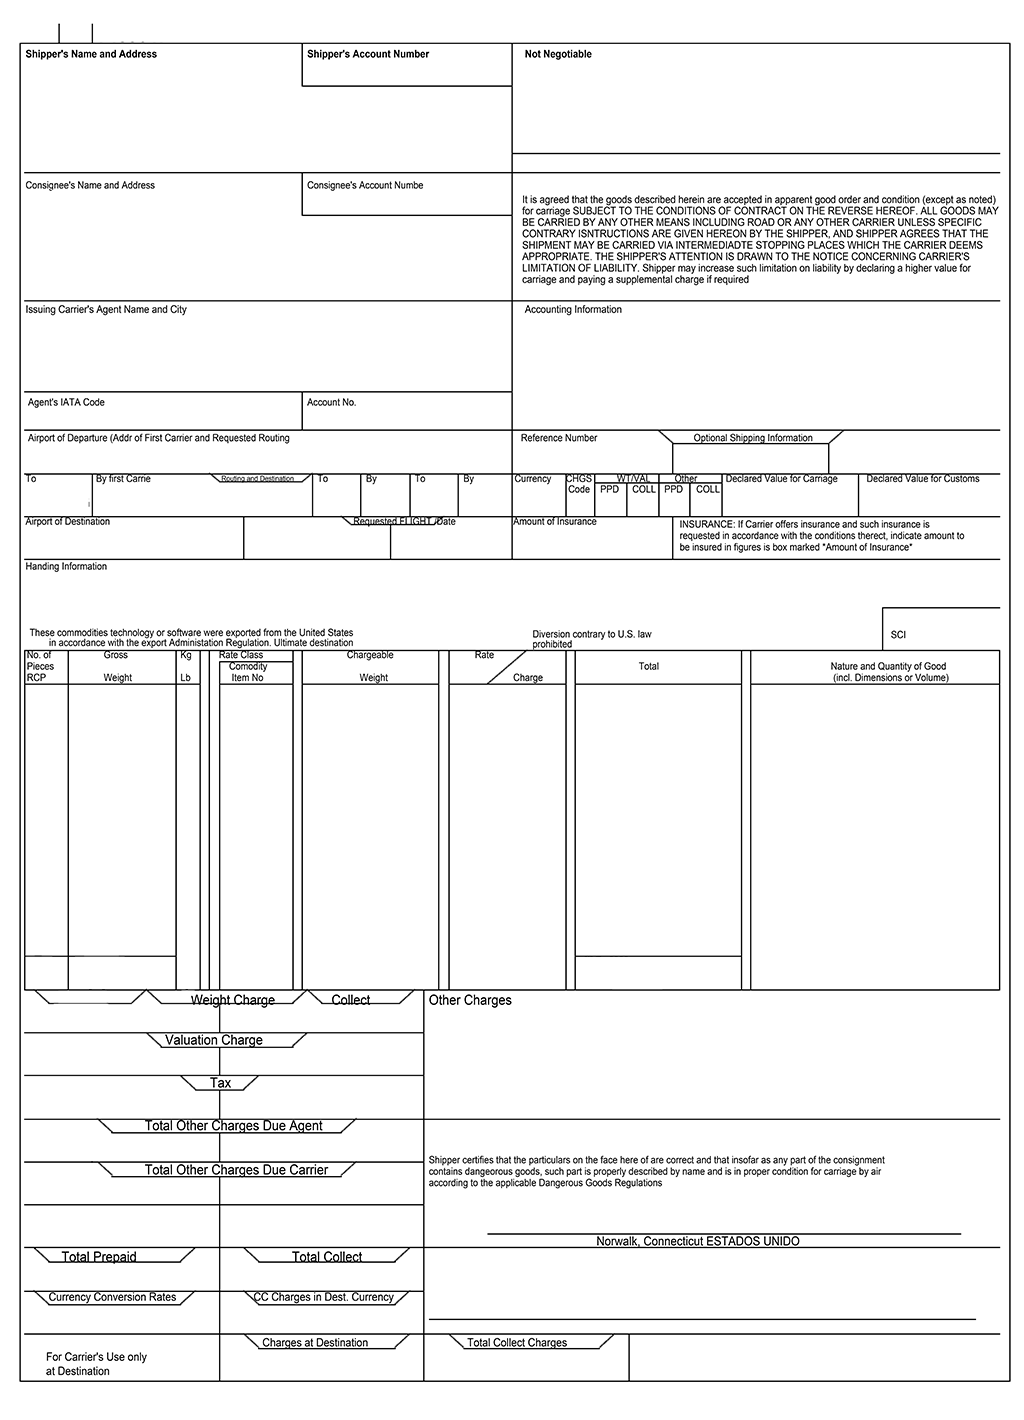 Shipper's Name and Address
Shipper's Account Number
Not Negotiable
Consignee's Name and Address
Consignee's Account Numbe
It is agreed that the goods described herein are accepted in apparent good order and condition (except as noted)
for carriage SUBJECT TO THE CONDITIONS OF CONTRACT ON THE REVERSE HEREOF. ALL GOODS MAY
BE CARRIED BY ANY OTHER MEANS INCLUDING ROAD OR ANY OTHER CARRIER UNLESS SPECIFIC
CONTRARY ISNTRUCTIONS ARE GIVEN HEREON BY THE SHIPPER, AND SHIPPER AGREES THAT THE
SHIPMENT MAY BE CARRIED VIA INTERMEDIADTE STOPPING PLACES WHICH THE CARRIER DEEMS
APPROPRIATE. THE SHIPPER'S ATTENTION IS DRAWN TO THE NOTICE CONCERNING CARRIER'S
LIMITATION OF LIABILITY. Shipper may increase such limitation on liability by declaring a higher value for
carriage and paying a supplemental charge if required
Issuing Carrier's Agent Name and City
Accounting Information
Agent's IATA Code
Account No.
Airport of Departure (Addr of First Carrier and Requested Routing
Reference Number
Optional Shipping Information
To
By first Carrne
Routing and Destination
To
By
To
By
Currency
CHGS
Code
WT/VAL
PPD
COLL
Other
PPD
COLL
Declared Value for Carriage
Declared Value for Customs
Airport of Destination
Requested FLIGHT /Date
Amount of Insurance
INSURANCE: If Carrier offers insurance and such insurance is
requested in accordance with the conditions therect, indicate amount to
be insured in figures is box marked "Amount of Insurance"
Handing Information
SCI
These commodities technology or software were exported from the United States
in accordance with the export Administation Regulation. Ultimate destination
Diversion contrary to U.S. law
prohibited
No. of
Pieces
RCP
Gross
Weight
Kg
Lb
Rate Class
Comodity
Item No
Chargeable
Weight
Rate
Charge
Total
Nature and Quantity of Good
(incl. Dimensions or Volume)
Weight Charge
Collect
Other Charges
Valuation Charge
Tax
Total Other Charges Due Agent
Total Other Charges Due Carrier
Shipper certifies that the particulars on the face here of are correct and that insofar as any part of the consignment
contains dangeorous goods, such part is properly described by name and is in proper condition for carriage by air
according to the applicable Dangerous Goods Regulations
Norwalk, Connecticut ESTADOS UNIDO
Total Prepaid
Total Collect
Currency Conversion Rates
CC Charges in Dest. Currency
For Carrier's Use only
at Destination
Charges at Destination
Total Collect Charges